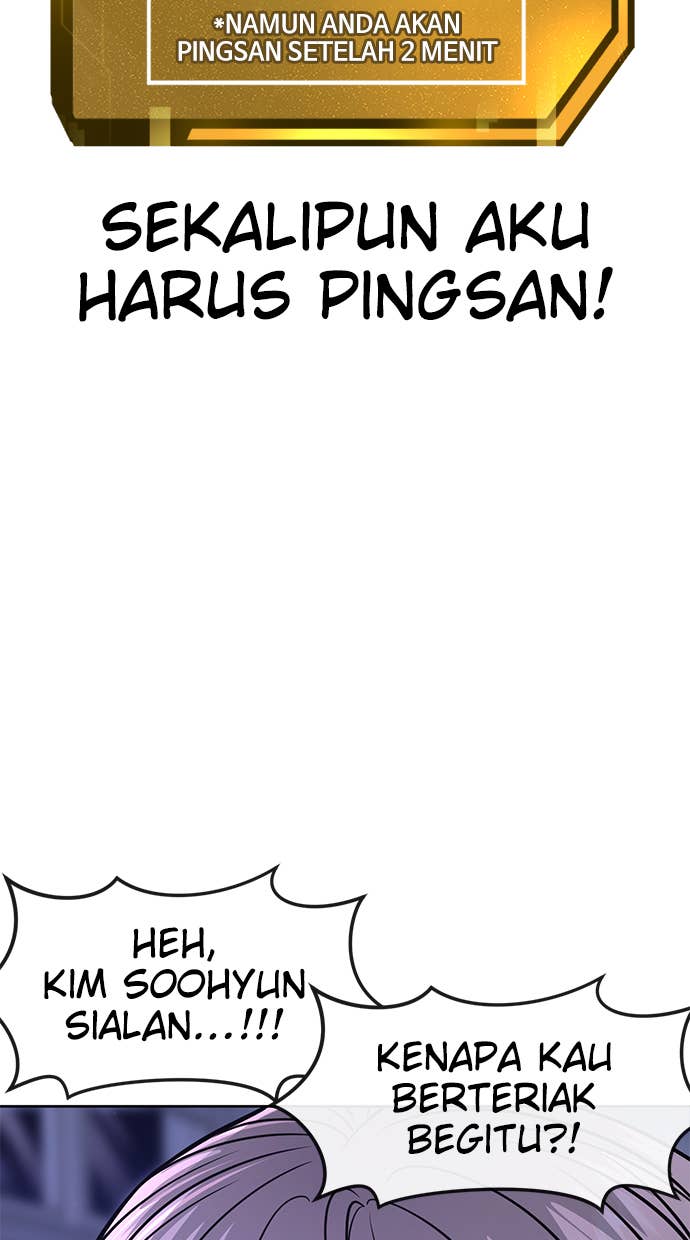 *NAMUN ANDA AKAN
PINGSAN SETELAH 2 MENIT
SEKALIPUN AKU
HARUS PINGSAN!
HEH,
KIM SOOHYUN
SIALAN...!!!
KENAPA KAU
BERTERIAK
BEGITU?!